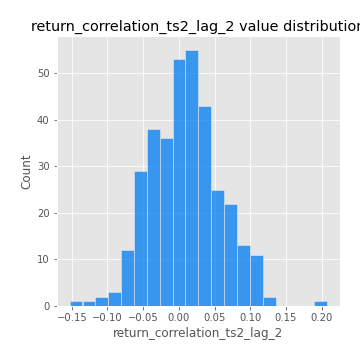 return_correlation_ts2_lag_2 value distribution
50
40
30
20
10
0
Count
−0.15 −0.10 −0.05 0.00 0.05 0.10 0.15 0.20
return_correlation_ts2_lag_2